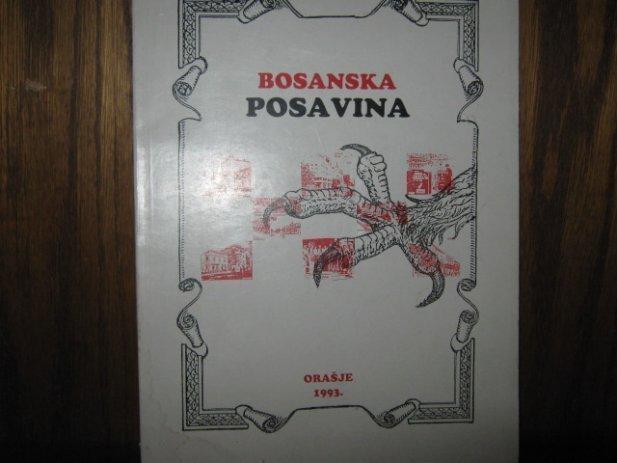 BOSANSKA
POSAVINA
ORAŠJE
1993.